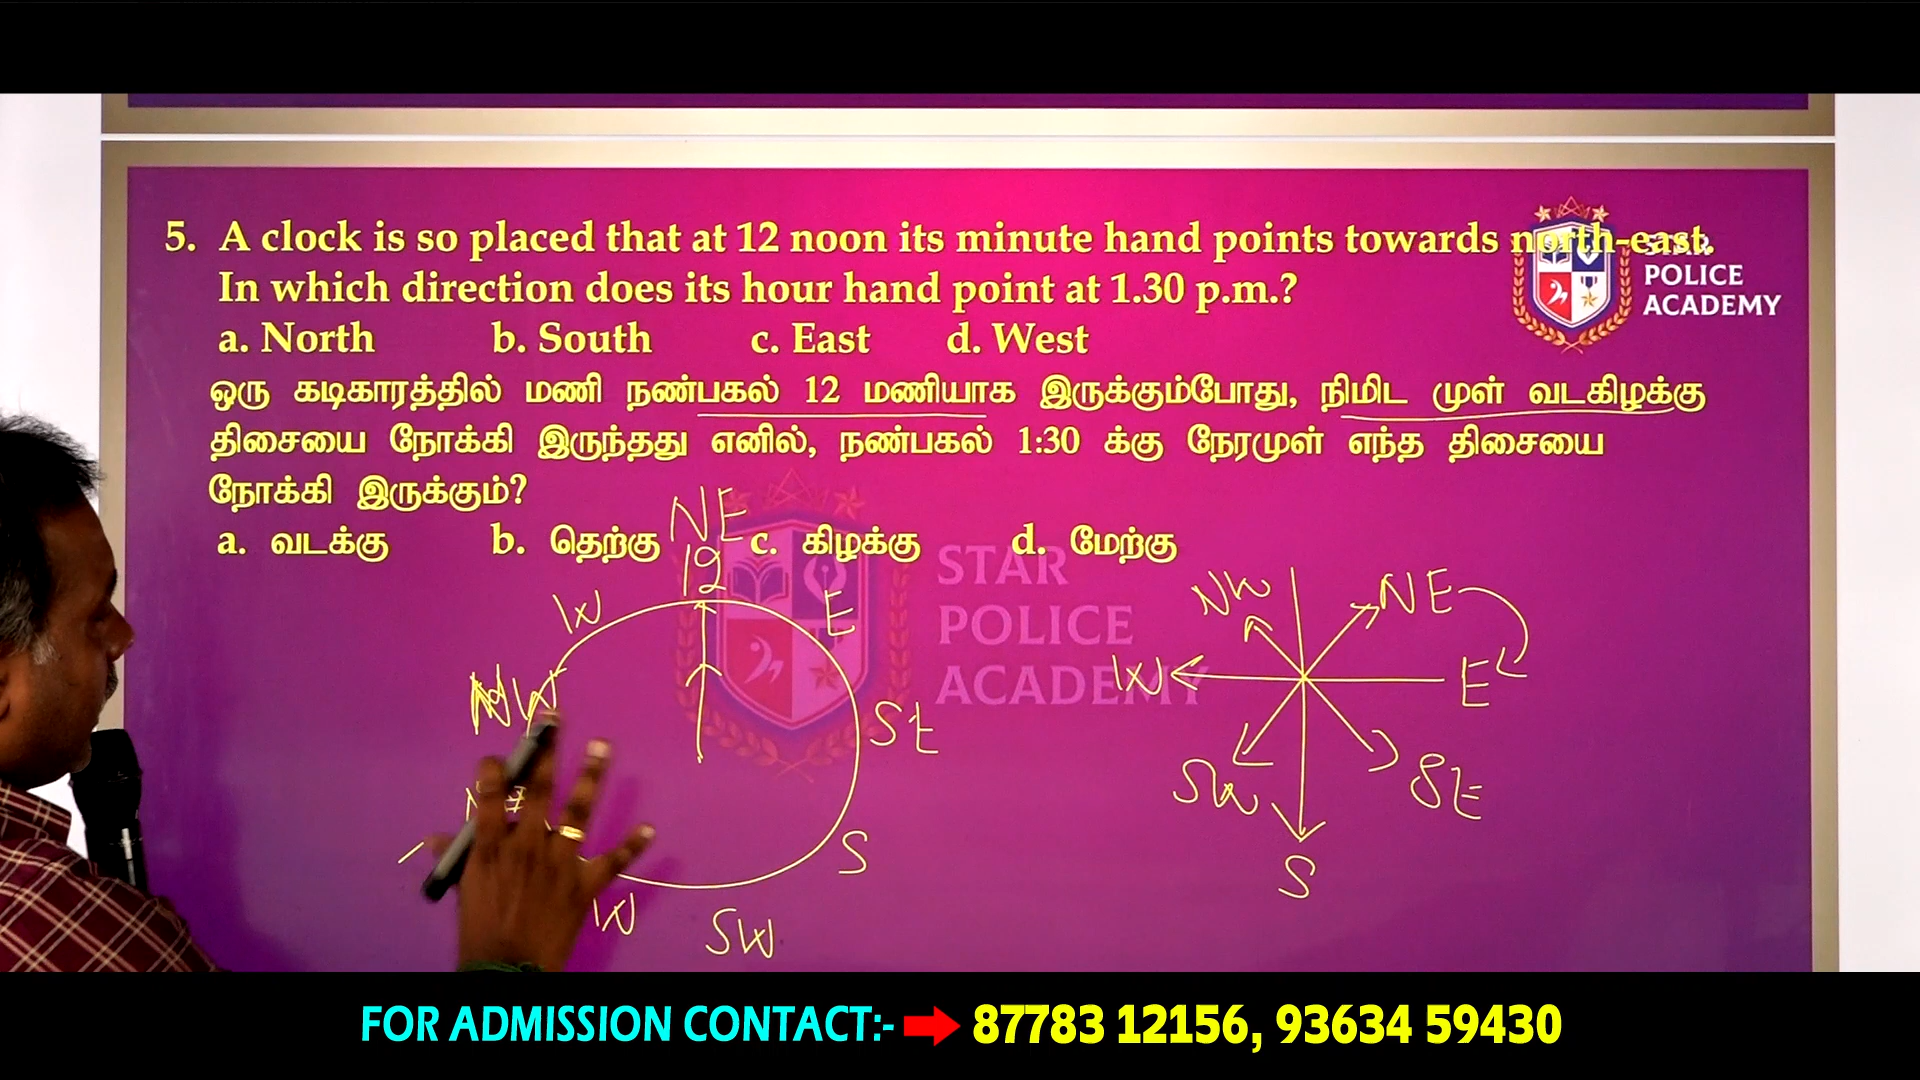 5. A clock is so placed that at 12 noon its minute hand points towards north-east.
In which direction does its hour hand point at 1.30 p.m.?
a. North b. South c. East d. West
ஒரு கடிகாரத்தில் மணி நண்பகல் 12 மணியாக இருக்கும்போது, நிமிட முள் வடகிழக்கு
திசையை நோக்கி இருந்தது எனில், நண்பகல் 1:30 க்கு நேரமுள் எந்த திசையை
நோக்கி இருக்கும்?
a. வடக்கு b. தெற்கு c. கிழக்கு d. மேற்கு
STAR
POLICE
ACADEMY
STAR
POLICE
ACADEMY
NE
12
E
SE
S
SW
W
NE
E
SE
S
SW
W
NW
FOR ADMISSION CONTACT:- 87783 12156, 93634 59430